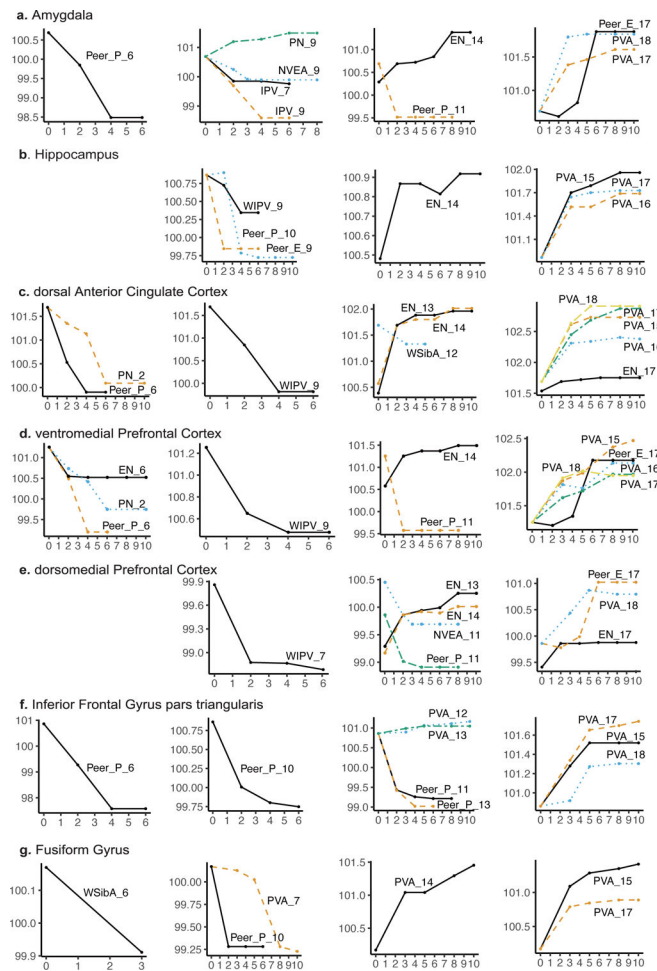 a. Amygdala
100.5
100.0
99.5
99.0
98.5
Peer_P_6
0 1 2 3 4 5 6
101
100
99
PN_9
NVEA_9
IPV_7
IPV_9
0 1 2 3 4 5 6 7 8
101.0
100.5
100.0
99.5
EN_14
Peer_P_11
0 1 2 3 4 5 6 7 8 9 10
101.5
101.0
Peer_E_17
PVA_18
PVA_17
0 1 2 3 4 5 6 7 8 9 10
b. Hippocampus
100.75
100.50
100.25
100.00
99.75
WIPV_9
Peer_P_10
Peer_E_9
0 1 2 3 4 5 6 7 8 9 10
100.9
100.8
100.7
100.6
100.5
EN_14
0 1 2 3 4 5 6 7 8 9 10
102.0
101.7
101.4
101.1
PVA_15
PVA_17
PVA_16
0 1 2 3 4 5 6 7 8 9 10
c. dorsal Anterior Cingulate Cortex
101.5
101.0
100.5
100.0
PN_2
Peer_P_6
0 1 2 3 4 5 6 7 8 9 10
101.5
101.0
100.5
100.0
WIPV_9
0 1 2 3 4 5 6
102.0
101.5
101.0
100.5
EN_13
EN_14
WSibA_12
0 1 2 3 4 5 6 7 8 9 10
102.5
102.0
101.5
PVA_18
PVA_17
PVA_16
EN_17
0 1 2 3 4 5 6 7 8 9 10
d. ventromedial Prefrontal Cortex
101.0
100.5
100.0
99.5
EN_6
PN_2
Peer_P_6
0 1 2 3 4 5 6 7 8 9 10
101.2
101.0
100.8
100.6
WIPV_9
0 1 2 3 4 5 6
101.5
101.0
100.5
100.0
99.5
EN_14
Peer_P_11
0 1 2 3 4 5 6 7 8 9 10
102.5
102.0
101.5
PVA_15
Peer_E_17
PVA_18
PVA_16
PVA_17
0 1 2 3 4 5 6 7 8 9 10
e. dorsomedial Prefrontal Cortex
99.9
99.6
99.3
99.0
WIPV_7
0 1 2 3 4 5 6
100.5
100.0
99.5
99.0
EN_13
EN_14
NVEA_11
Peer_P_11
0 1 2 3 4 5 6 7 8 9 10
101.0
100.5
100.0
99.5
Peer_E_17
PVA_18
EN_17
0 1 2 3 4 5 6 7 8 9 10
f. Inferior Frontal Gyrus pars triangularis
101
100
99
98
Peer_P_6
0 1 2 3 4 5 6
100.75
100.50
100.25
100.00
99.75
Peer_P_10
0 1 2 3 4 5 6
101.0
100.5
100.0
99.5
99.0
PVA_12
PVA_13
Peer_P_11
Peer_P_13
0 1 2 3 4 5 6 7 8 9 10
101.6
101.4
101.2
101.0
PVA_17
PVA_15
PVA_18
0 1 2 3 4 5 6 7 8 9 10
g. Fusiform Gyrus
100.1
100.0
99.9
WSibA_6
0 1 2 3
100.00
99.75
99.50
99.25
PVA_7
Peer_P_10
0 1 2 3 4 5 6 7 8 9 10
101.5
101.0
100.5
PVA_14
0 1 2 3 4 5 6 7 8 9 10
101.0
100.5
PVA_15
PVA_17
0 1 2 3 4 5 6 7 8 9 10